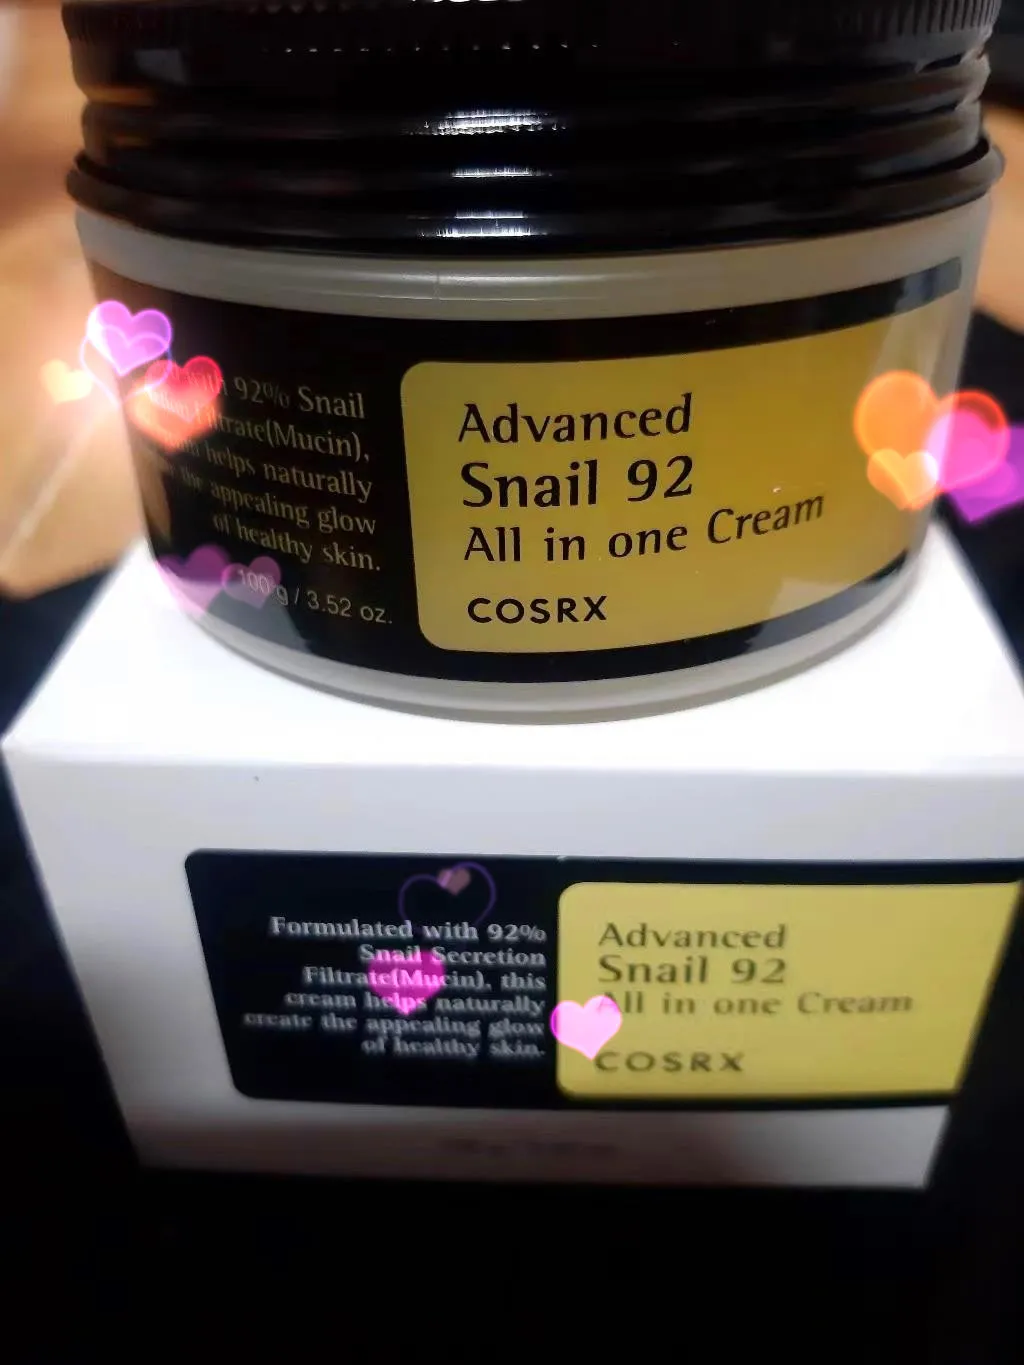 92% Snail
Filtrate(Mucin),
helps naturally
the appealing glow
of healthy skin.
100 g / 3.52 oz.
Advanced
Snail 92
All in one Cream
COSRX
Formulated with 92%
Snail Secretion
Filtrate(Mucin), this
cream helps naturally
create the appealing glow
of healthy skin.
Advanced
Snail 92
All in one Cream
COSRX